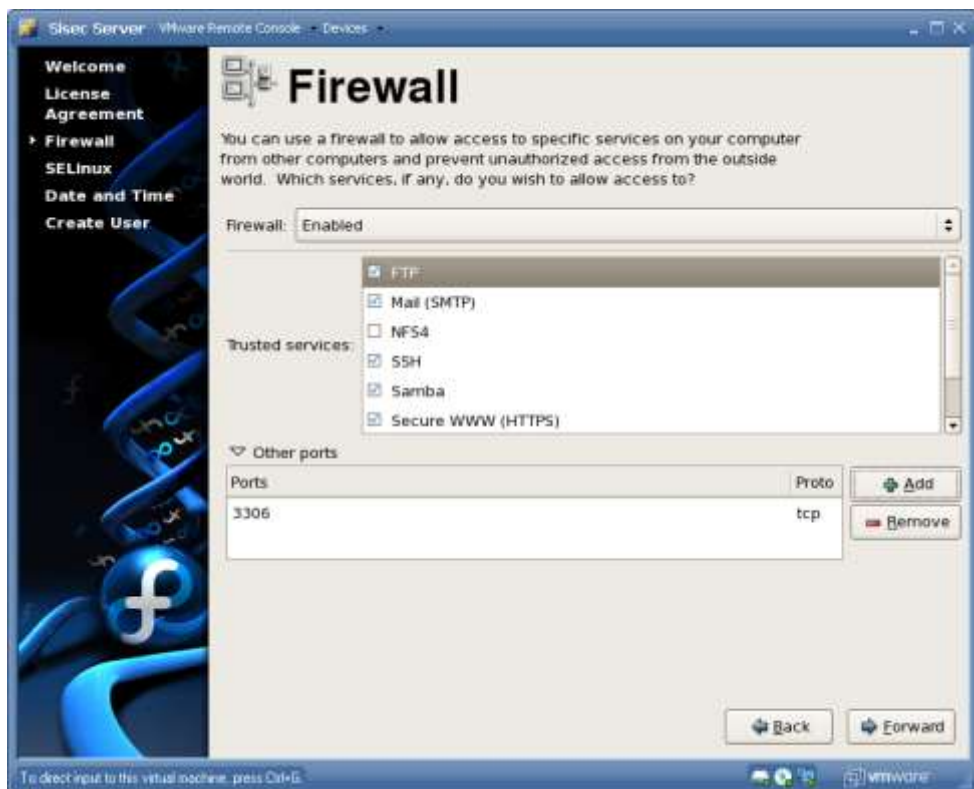 Sisec Server VMware Remote Console Devices
Welcome
License
Agreement
Firewall
SELinux
Date and Time
Create User
Firewall
You can use a firewall to allow access to specific services on your computer
from other computers and prevent unauthorized access from the outside
world. Which services, if any, do you wish to allow access to?
Firewall: Enabled
Trusted services:
FTP
Mail (SMTP)
NFS4
SSH
Samba
Secure WWW (HTTPS)
Other ports
Ports Proto
3306 tcp
Add
Remove
Back Forward
To direct input to this virtual machine, press Ctrl+G.
vmware